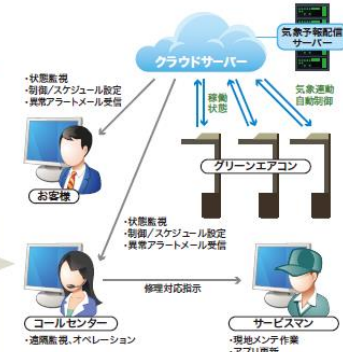 気象予報配信
サーバー
クラウドサーバー
・状態監視
・制御/スケジュール設定
・異常アラートメール受信
稼働
状態
気象連動
自動制御
グリーンエアコン
お客様
・状態監視
・制御/スケジュール設定
・異常アラートメール受信
修理対応指示
コールセンター
・遠隔監視、オペレーション
サービスマン
・現地メンテ作業
・アプリ更新